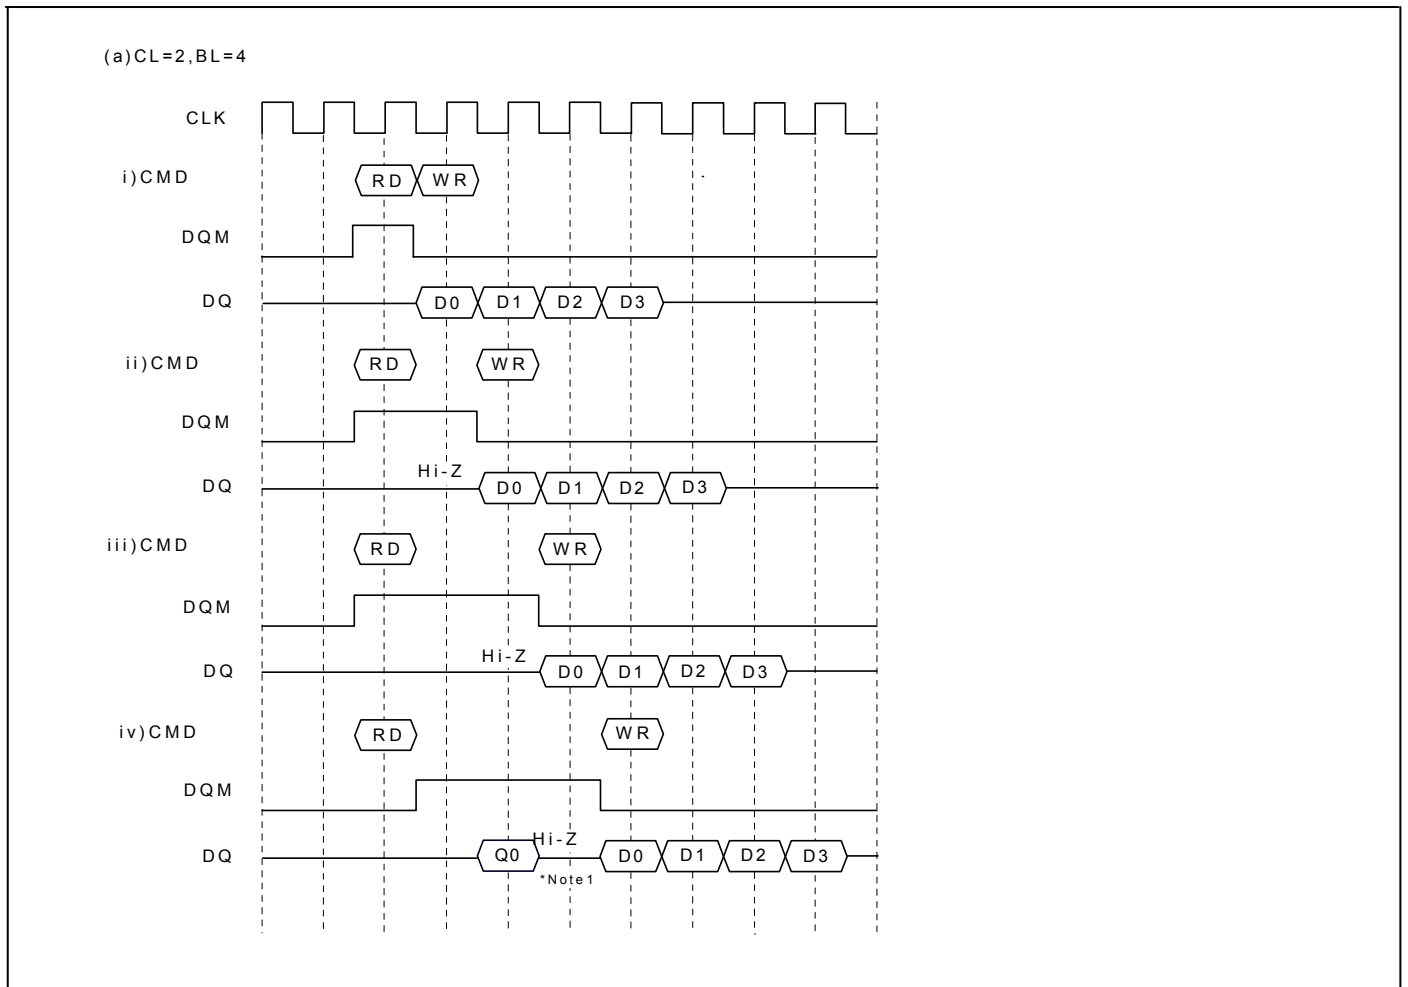 (a)CL=2,BL=4
CLK
i)CMD RD WR
DQM
DQ D0 D1 D2 D3
ii)CMD RD WR
DQM
Hi-Z
DQ D0 D1 D2 D3
iii)CMD RD WR
DQM
Hi-Z
DQ D0 D1 D2 D3
iv)CMD RD WR
DQM
Hi-Z
DQ Q0 D0 D1 D2 D3
*Note1